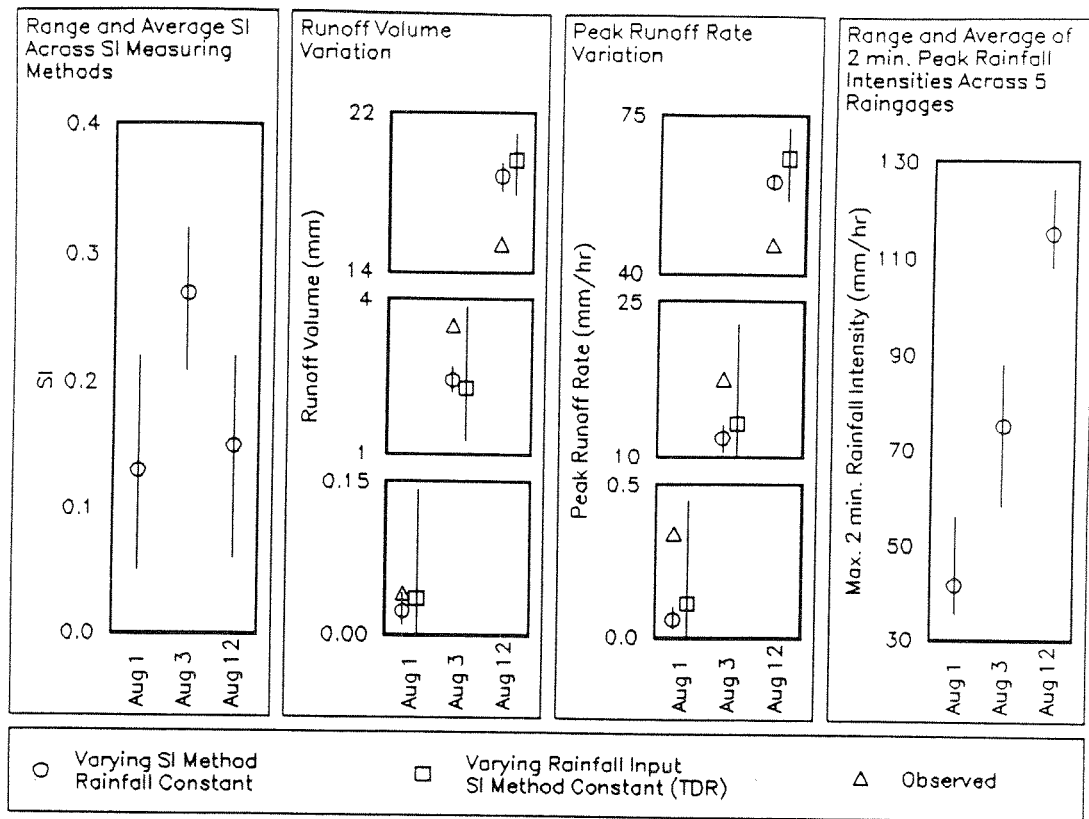 Range and Average SI
Across SI Measuring
Methods
0.4
0.3
0.2
0.1
0.0
SI
Aug 1
Aug 3
Aug 12
Runoff Volume
Variation
22
14
4
1
0.15
0.00
Runoff Volume (mm)
Aug 1
Aug 3
Aug 12
Peak Runoff Rate
Variation
75
40
25
10
0.5
0.0
Peak Runoff Rate (mm/hr)
Aug 1
Aug 3
Aug 12
Range and Average of
2 min. Peak Rainfall
Intensities Across 5
Raingages
130
110
90
70
50
30
Max. 2 min. Rainfall Intensity (mm/hr)
Aug 1
Aug 3
Aug 12
Varying SI Method
Rainfall Constant
Varying Rainfall Input
SI Method Constant (TDR)
Observed